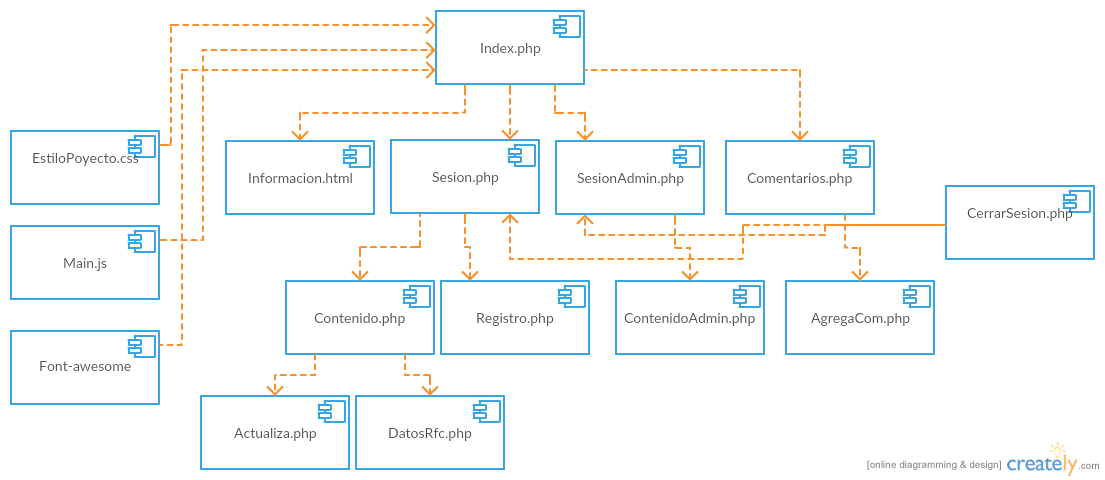 Index.php
EstiloPoyecto.css
Informacion.html
Sesion.php
SesionAdmin.php
Comentarios.php
CerrarSesion.php
Main.js
Contenido.php
Registro.php
ContenidoAdmin.php
AgregaCom.php
Font-awesome
Actualiza.php
DatosRfc.php
[online diagramming & design] creately.com